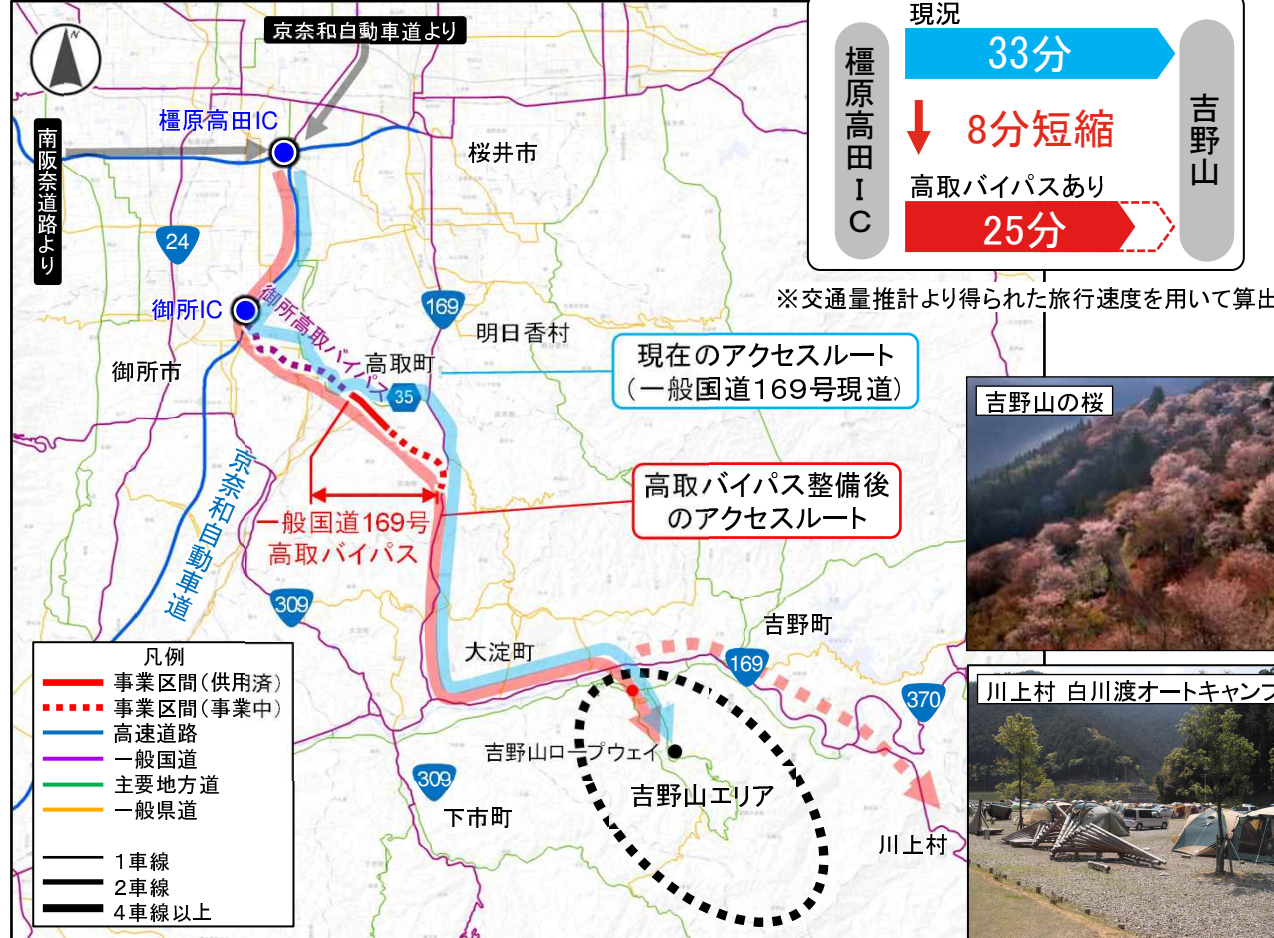 京奈和自動車道より
N
南阪奈道路より
橿原高田IC
桜井市
24
御所IC
御所高取バイパス
169
明日香村
高取町
御所市
35
現在のアクセスルート
(一般国道169号現道)
京奈和自動車道
一般国道169号
高取バイパス
高取バイパス整備後
のアクセスルート
309
大淀町
吉野町
169
370
吉野山ロープウェイ
309
吉野山エリア
下市町
川上村
凡例
事業区間(供用済)
事業区間(事業中)
高速道路
一般国道
主要地方道
一般県道
1車線
2車線
4車線以上
現況
橿原高田IC
33分
吉野山
8分短縮
高取バイパスあり
25分
※交通量推計より得られた旅行速度を用いて算出
吉野山の桜
川上村 白川渡オートキャンプ